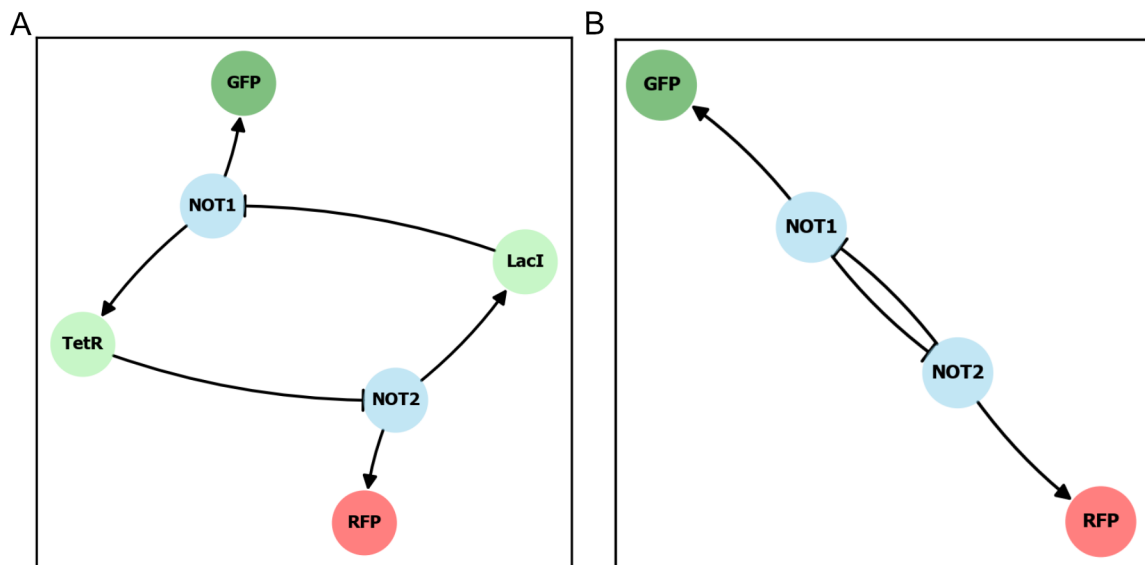 A
GFP
NOT1
LacI
TetR
NOT2
RFP
B
GFP
NOT1
NOT2
RFP